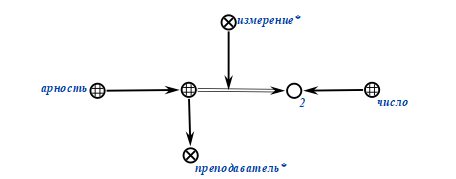 измерение*
арность
2
число
преподаватель*